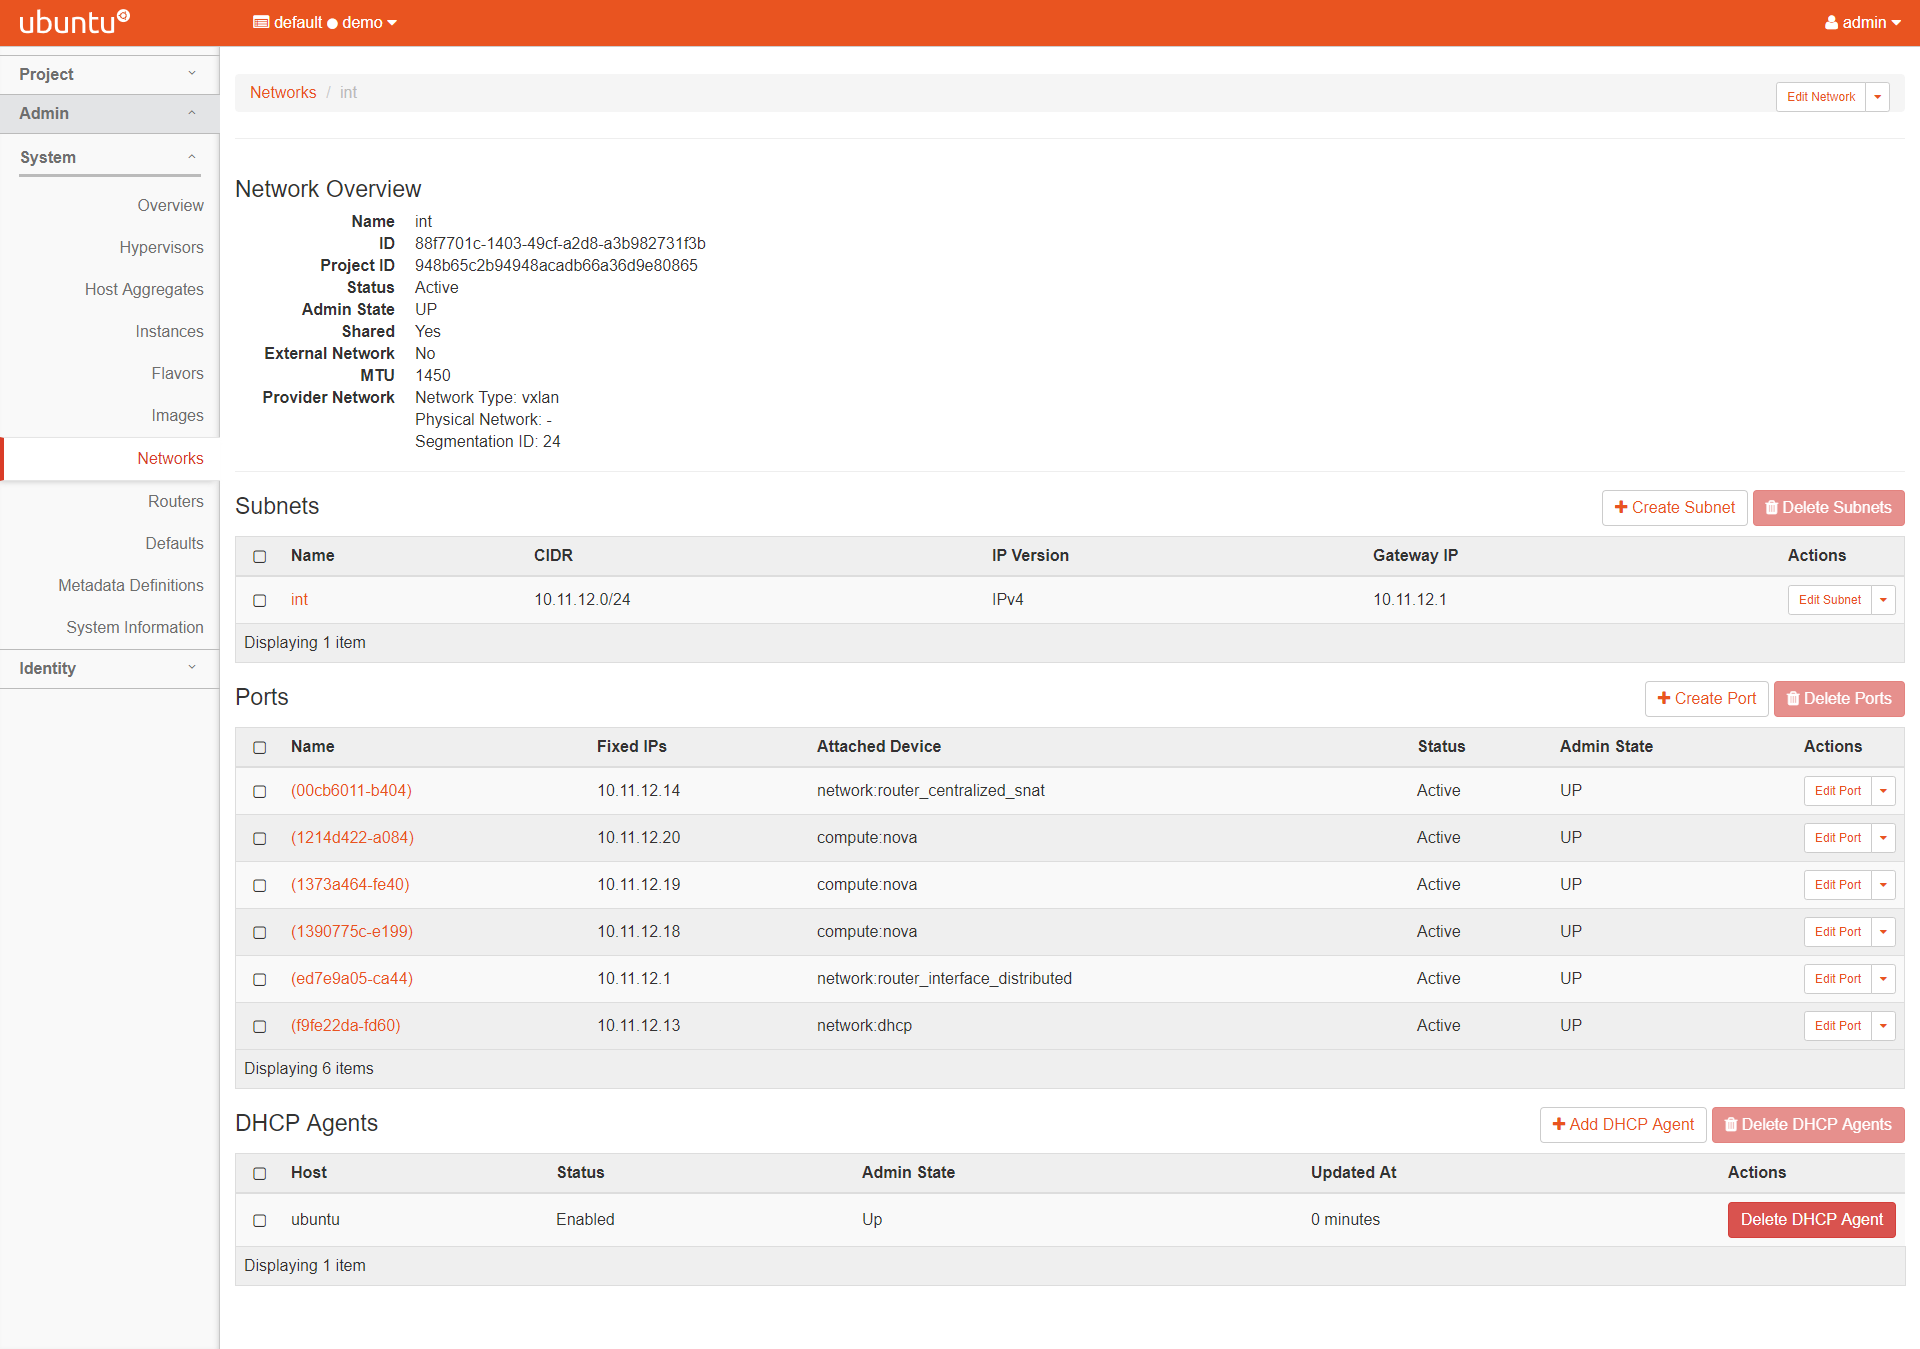 ubuntu
default ● demo
admin
Project
Admin
System
Overview
Hypervisors
Host Aggregates
Instances
Flavors
Images
Networks
Routers
Defaults
Metadata Definitions
System Information
Identity
Networks / int
Edit Network
Network Overview
Name int
ID 88f7701c-1403-49cf-a2d8-a3b982731f3b
Project ID 948b65c2b94948acadb66a36d9e80865
Status Active
Admin State UP
Shared Yes
External Network No
MTU 1450
Provider Network Network Type: vxlan
Physical Network: -
Segmentation ID: 24
Subnets
Create Subnet Delete Subnets
Name CIDR IP Version Gateway IP Actions
int 10.11.12.0/24 IPv4 10.11.12.1 Edit Subnet
Displaying 1 item
Ports
Create Port Delete Ports
Name Fixed IPs Attached Device Status Admin State Actions
(00cb6011-b404) 10.11.12.14 network:router_centralized_snat Active UP Edit Port
(1214d422-a084) 10.11.12.20 compute:nova Active UP Edit Port
(1373a464-fe40) 10.11.12.19 compute:nova Active UP Edit Port
(1390775c-e199) 10.11.12.18 compute:nova Active UP Edit Port
(ed7e9a05-ca44) 10.11.12.1 network:router_interface_distributed Active UP Edit Port
(f9fe22da-fd60) 10.11.12.13 network:dhcp Active UP Edit Port
Displaying 6 items
DHCP Agents
Add DHCP Agent Delete DHCP Agents
Host Status Admin State Updated At Actions
ubuntu Enabled Up 0 minutes Delete DHCP Agent
Displaying 1 item